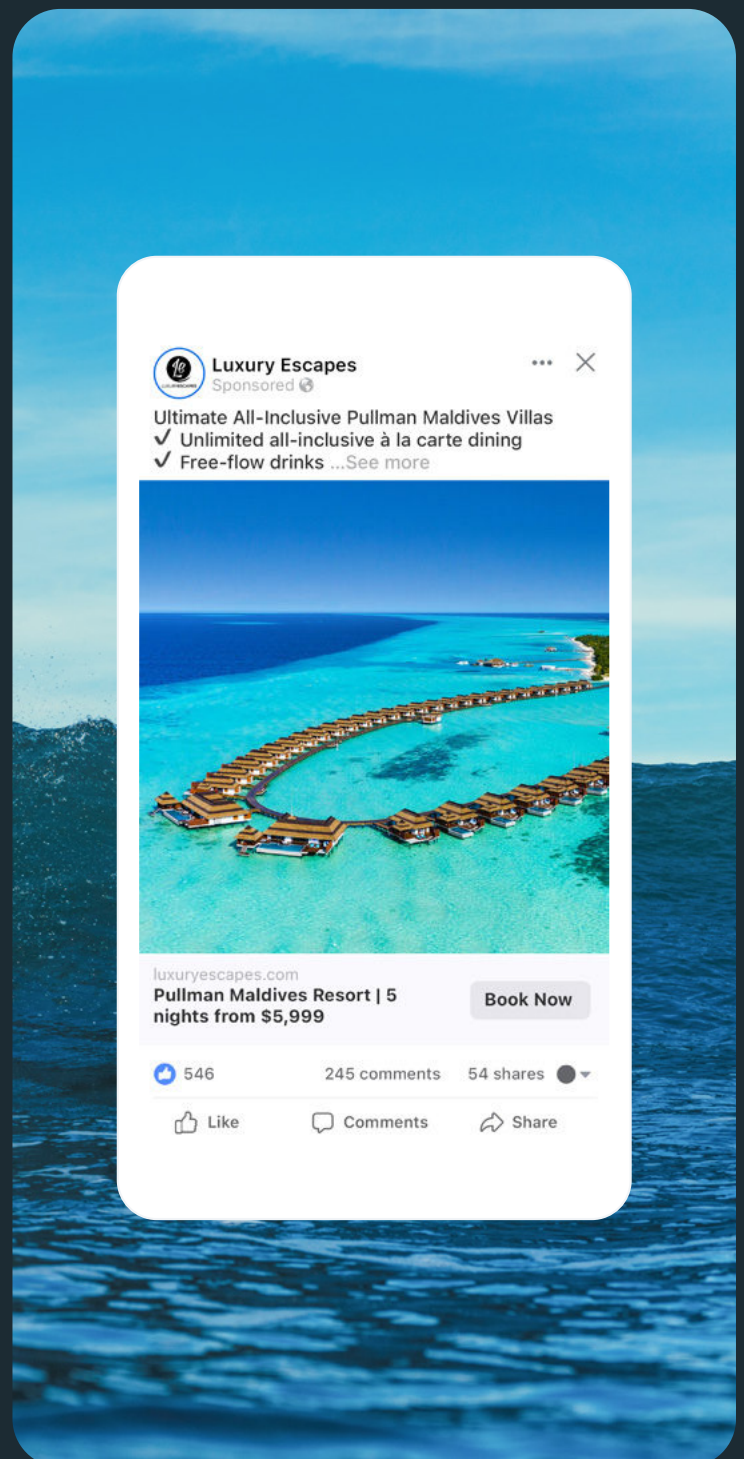 Luxury Escapes
Sponsored
Ultimate All-Inclusive Pullman Maldives Villas
✓ Unlimited all-inclusive à la carte dining
✓ Free-flow drinks ...See more
luxuryescapes.com
Pullman Maldives Resort | 5
nights from $5,999
Book Now
546
245 comments
54 shares
Like
Comments
Share